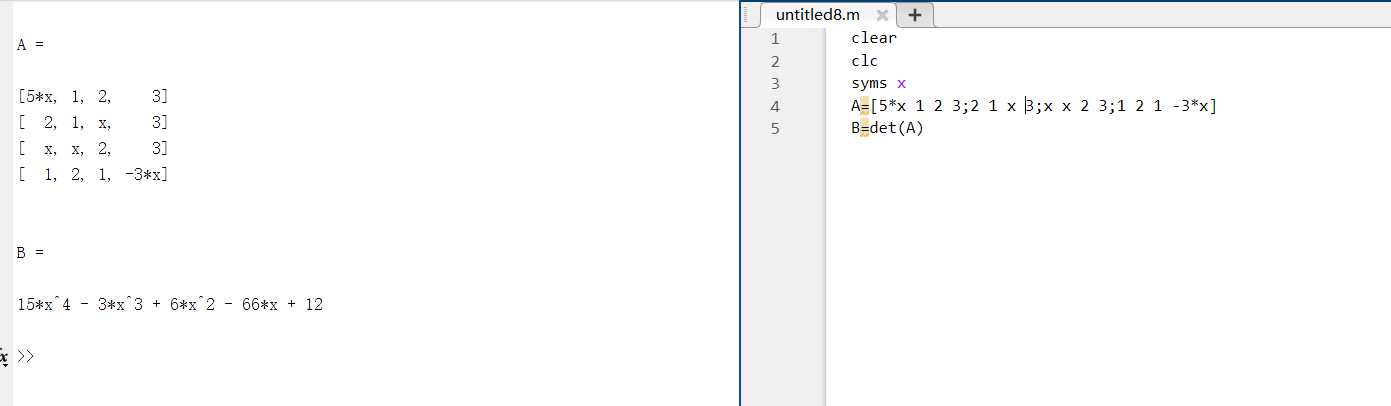 A =
[5*x, 1, 2,    3]
[  2, 1, x,    3]
[  x, x, 2,    3]
[  1, 2, 1, -3*x]
B =
15*x^4 - 3*x^3 + 6*x^2 - 66*x + 12
>>
untitled8.m
1 clear
2 clc
3 syms x
4 A=[5*x 1 2 3;2 1 x 3;x x 2 3;1 2 1 -3*x]
5 B=det(A)